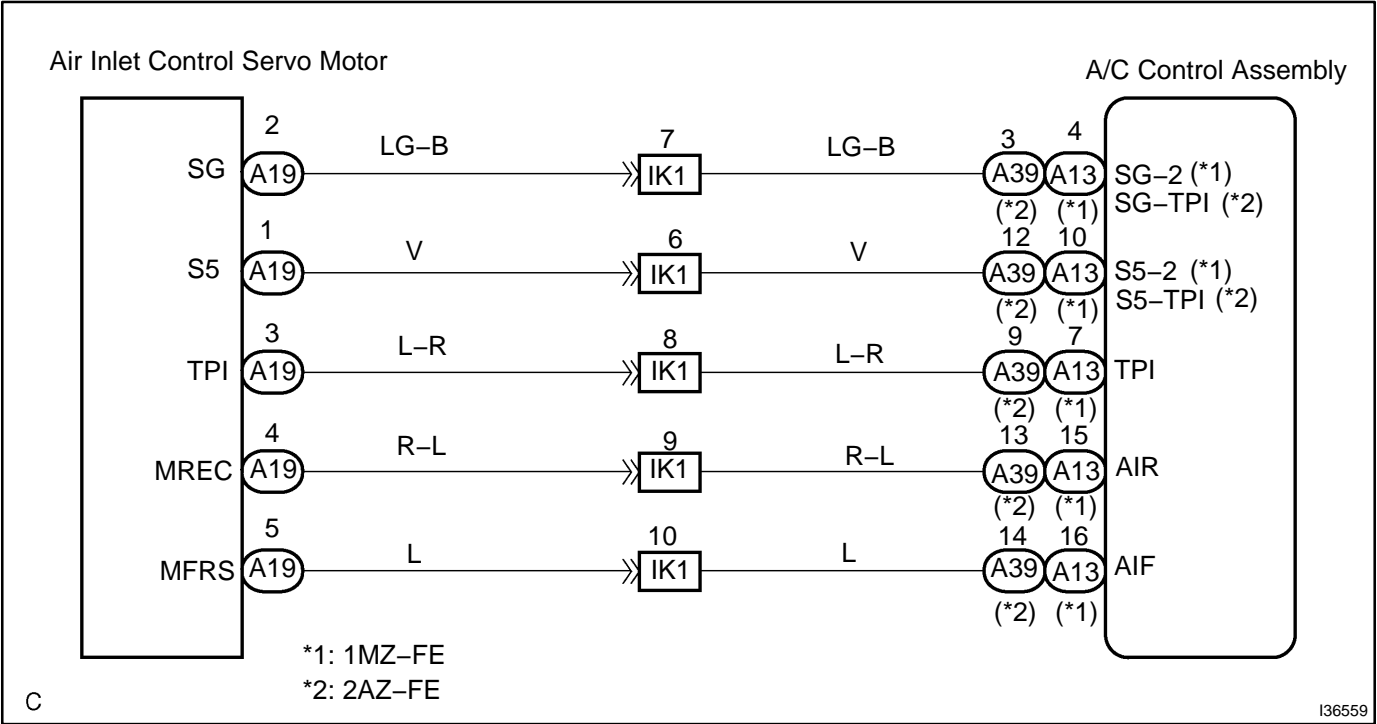 Air Inlet Control Servo Motor
A/C Control Assembly
2
LG−B
7
LG−B
3
4
SG
A19
IK1
A39
A13
SG−2 (*1)
(*2)
(*1)
SG−TPI (*2)
1
V
6
V
12
10
S5
A19
IK1
A39
A13
S5−2 (*1)
(*2)
(*1)
S5−TPI (*2)
3
L−R
8
L−R
9
7
TPI
A19
IK1
A39
A13
TPI
(*2)
(*1)
4
R−L
9
R−L
13
15
MREC
A19
IK1
A39
A13
AIR
(*2)
(*1)
5
L
10
L
14
16
MFRS
A19
IK1
A39
A13
AIF
(*2)
(*1)
*1: 1MZ−FE
*2: 2AZ−FE
C
I36559